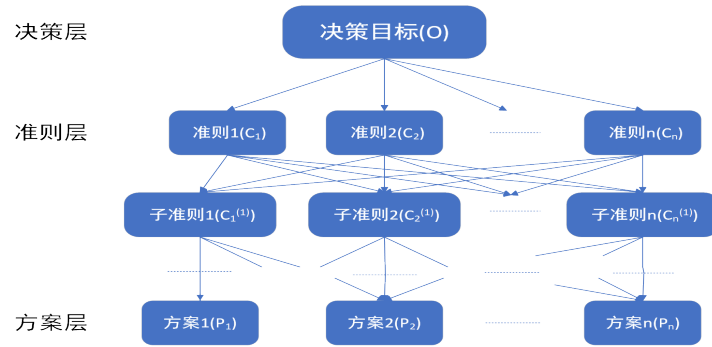 决策层
决策目标(O)
准则层
准则1(C₁)
准则2(C₂)
准则n(Cₙ)
子准则1(C₁⁽¹⁾)
子准则2(C₂⁽¹⁾)
子准则n(Cₙ⁽¹⁾)
方案层
方案1(P₁)
方案2(P₂)
方案n(Pₙ)